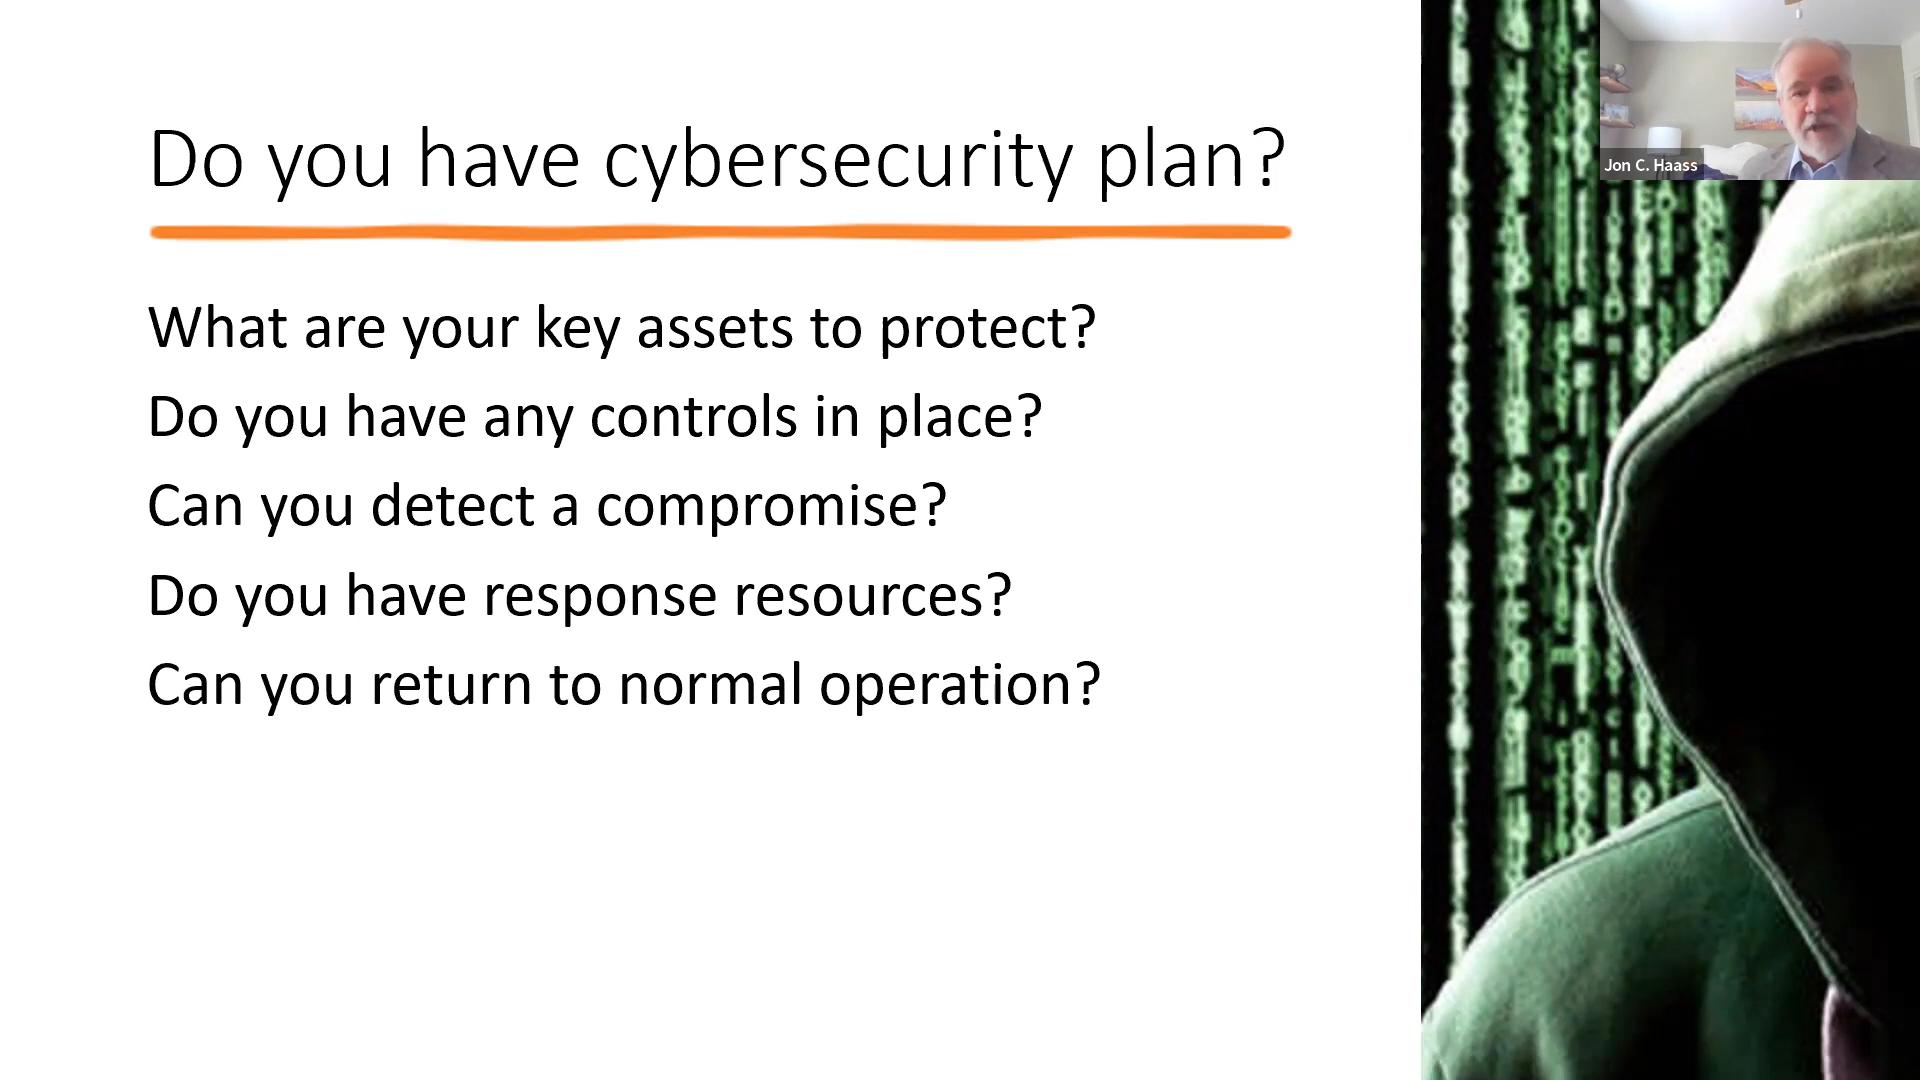 Do you have cybersecurity plan?
What are your key assets to protect?
Do you have any controls in place?
Can you detect a compromise?
Do you have response resources?
Can you return to normal operation?
Jon C. Haass